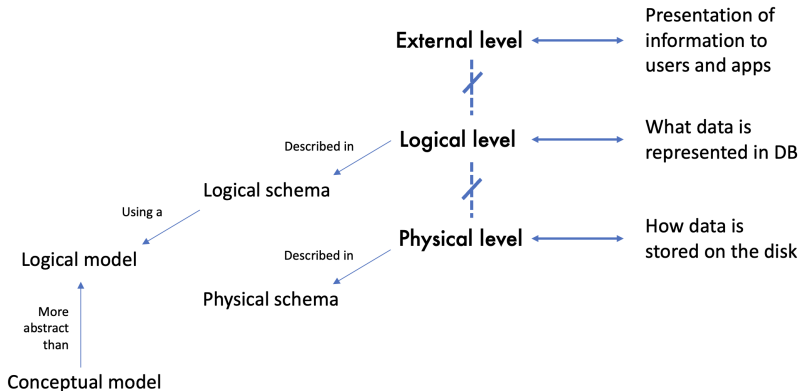 External level
Presentation of
information to
users and apps
Logical level
What data is
represented in DB
Described in
Logical schema
Using a
Logical model
Physical level
How data is
stored on the disk
Described in
Physical schema
More
abstract
than
Conceptual model